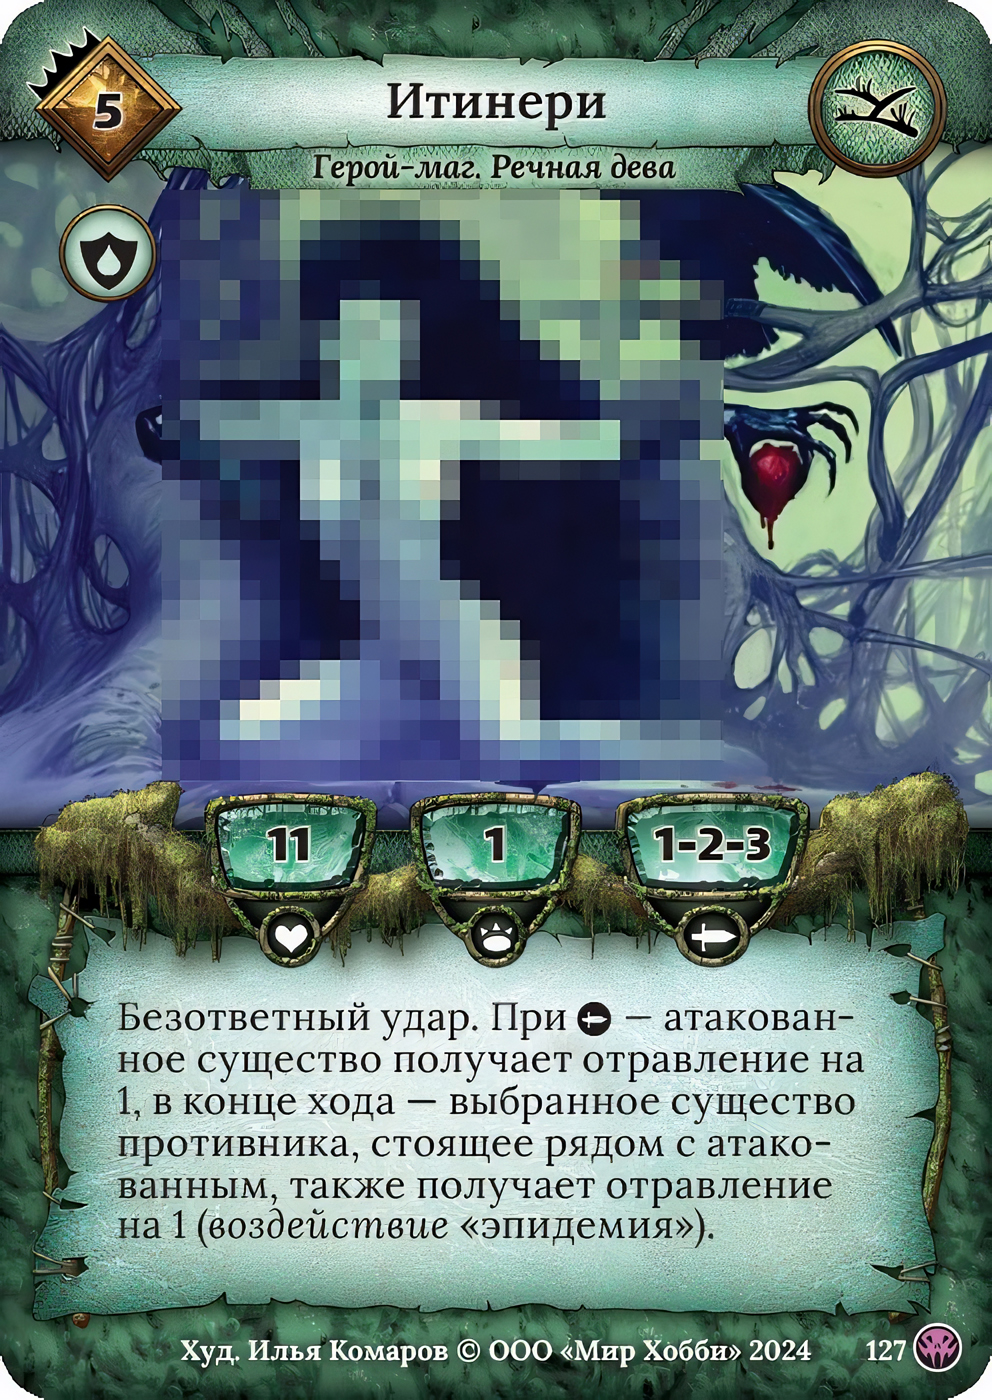 5
Итинери
Герой-маг. Речная дева
11
1
1-2-3
Безответный удар. При — атакован-
ное существо получает отравление на
1, в конце хода — выбранное существо
противника, стоящее рядом с атако-
ванным, также получает отравление
на 1 (воздействие «эпидемия»).
Худ. Илья Комаров © ООО «Мир Хобби» 2024
127